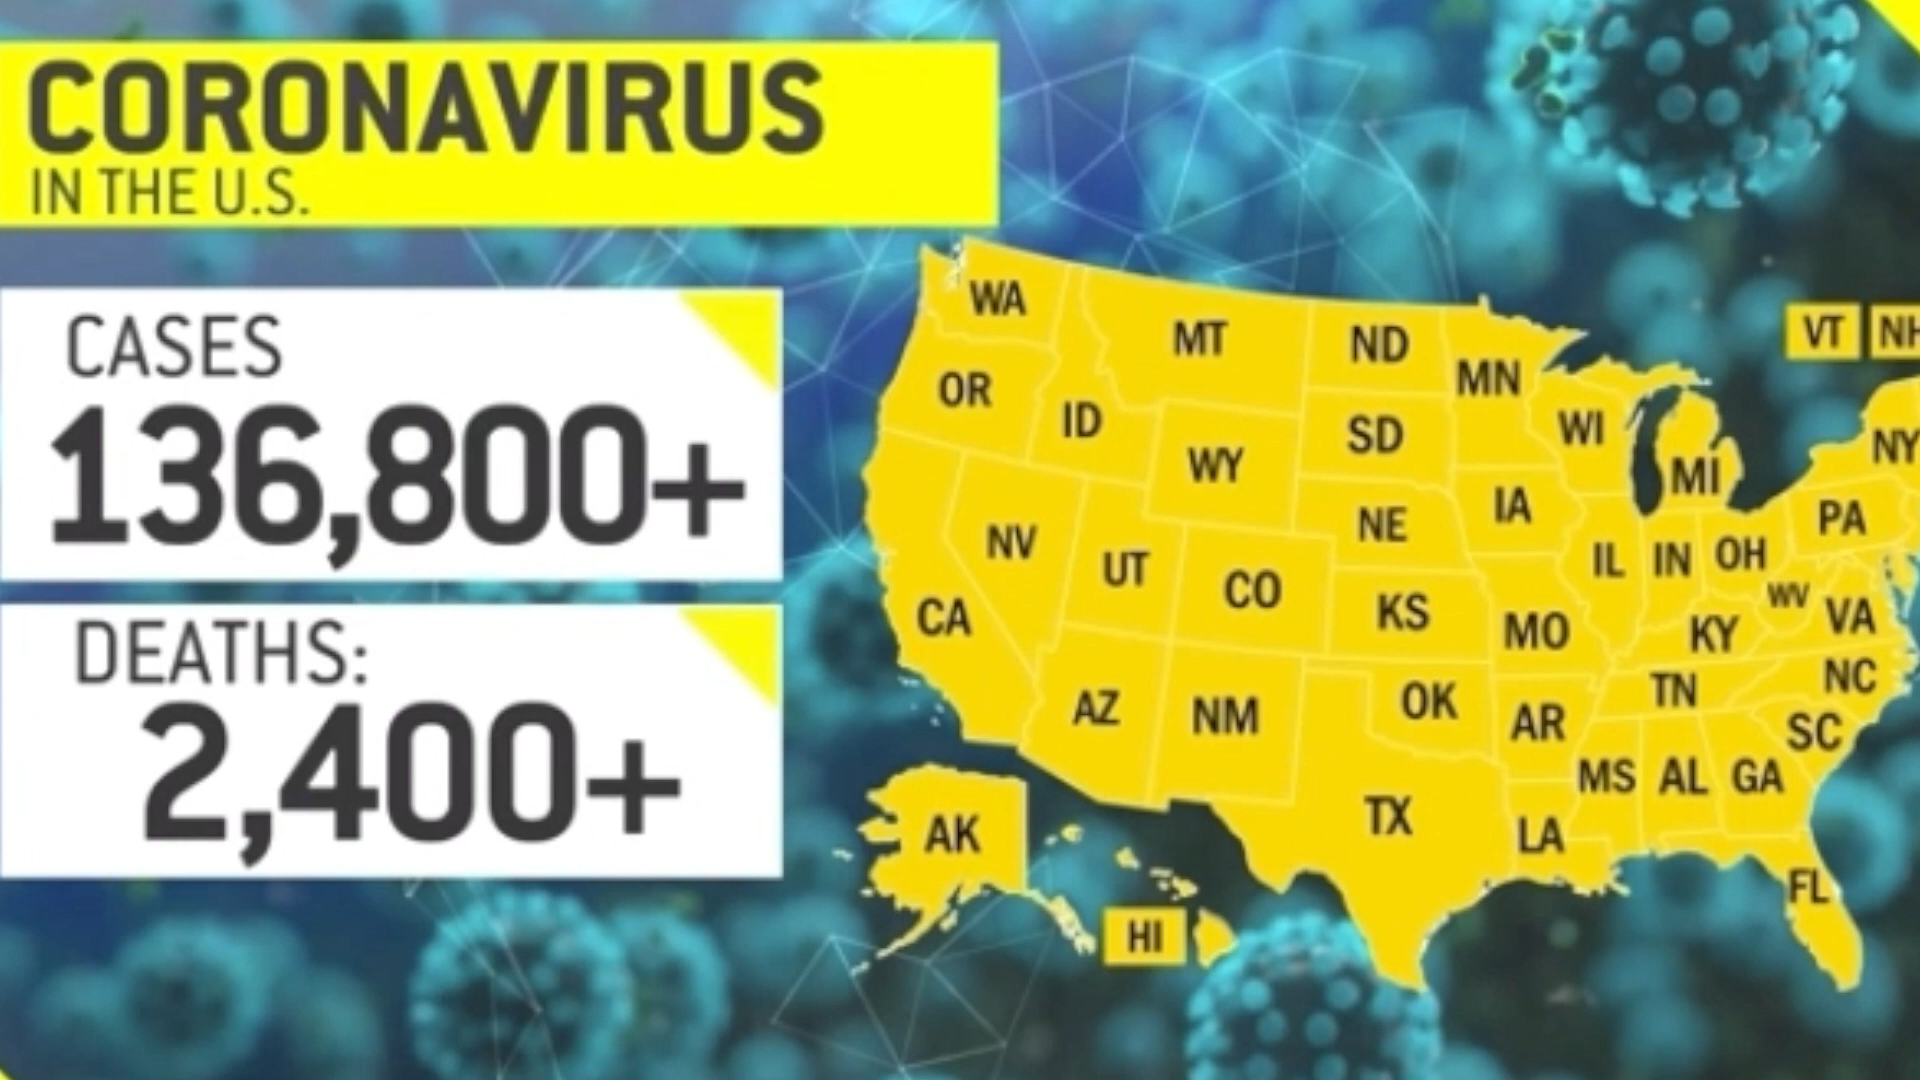 CORONAVIRUS
IN THE U.S.
CASES
136,800+
DEATHS:
2,400+
WA
MT
ND
MN
VT
NH
OR
ID
SD
WI
NY
WY
MI
NV
UT
NE
IA
PA
CO
IL
IN
OH
CA
KS
MO
WV
VA
KY
AZ
NM
OK
AR
TN
NC
SC
TX
MS
AL
GA
AK
LA
FL
HI